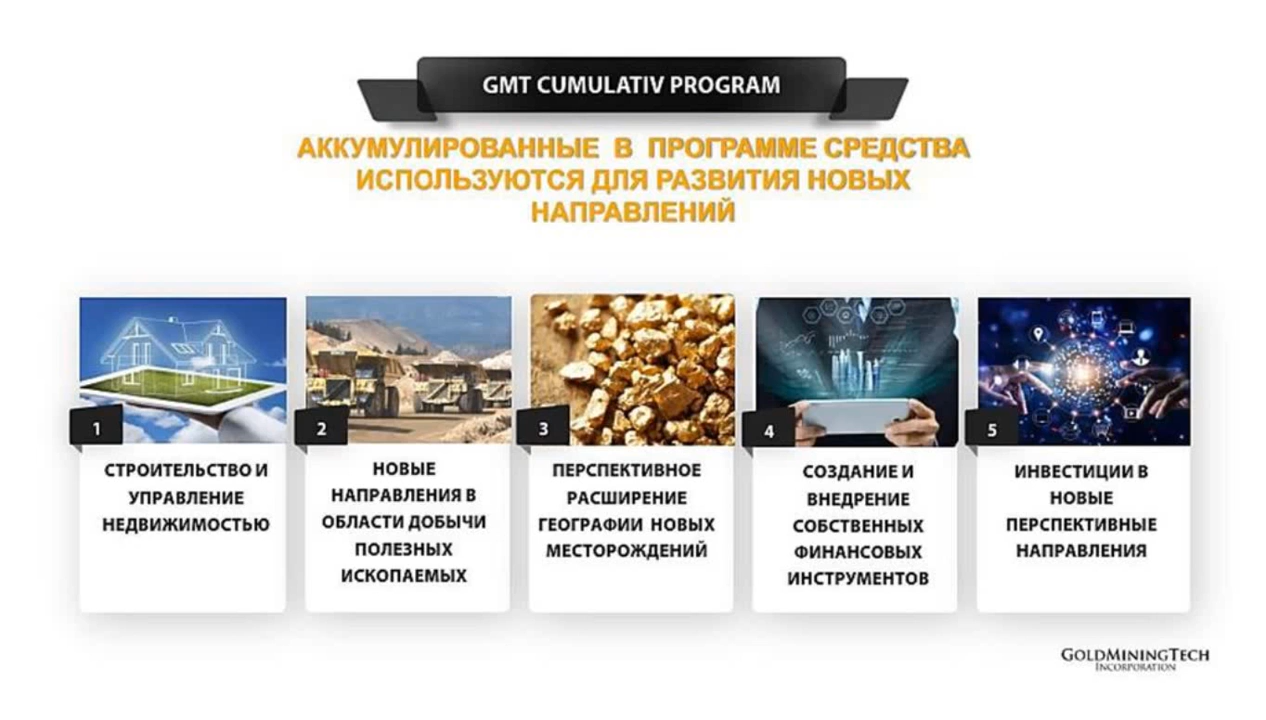 GMT CUMULATIV PROGRAM
АККУМУЛИРОВАННЫЕ В ПРОГРАММЕ СРЕДСТВА
ИСПОЛЬЗУЮТСЯ ДЛЯ РАЗВИТИЯ НОВЫХ
НАПРАВЛЕНИЙ
1
СТРОИТЕЛЬСТВО И
УПРАВЛЕНИЕ
НЕДВИЖИМОСТЬЮ
2
НОВЫЕ
НАПРАВЛЕНИЯ В
ОБЛАСТИ ДОБЫЧИ
ПОЛЕЗНЫХ
ИСКОПАЕМЫХ
3
ПЕРСПЕКТИВНОЕ
РАСШИРЕНИЕ
ГЕОГРАФИИ НОВЫХ
МЕСТОРОЖДЕНИЙ
4
СОЗДАНИЕ И
ВНЕДРЕНИЕ
СОБСТВЕННЫХ
ФИНАНСОВЫХ
ИНСТРУМЕНТОВ
5
ИНВЕСТИЦИИ В
НОВЫЕ
ПЕРСПЕКТИВНЫЕ
НАПРАВЛЕНИЯ
GOLDMININGTECH
INCORPORATION